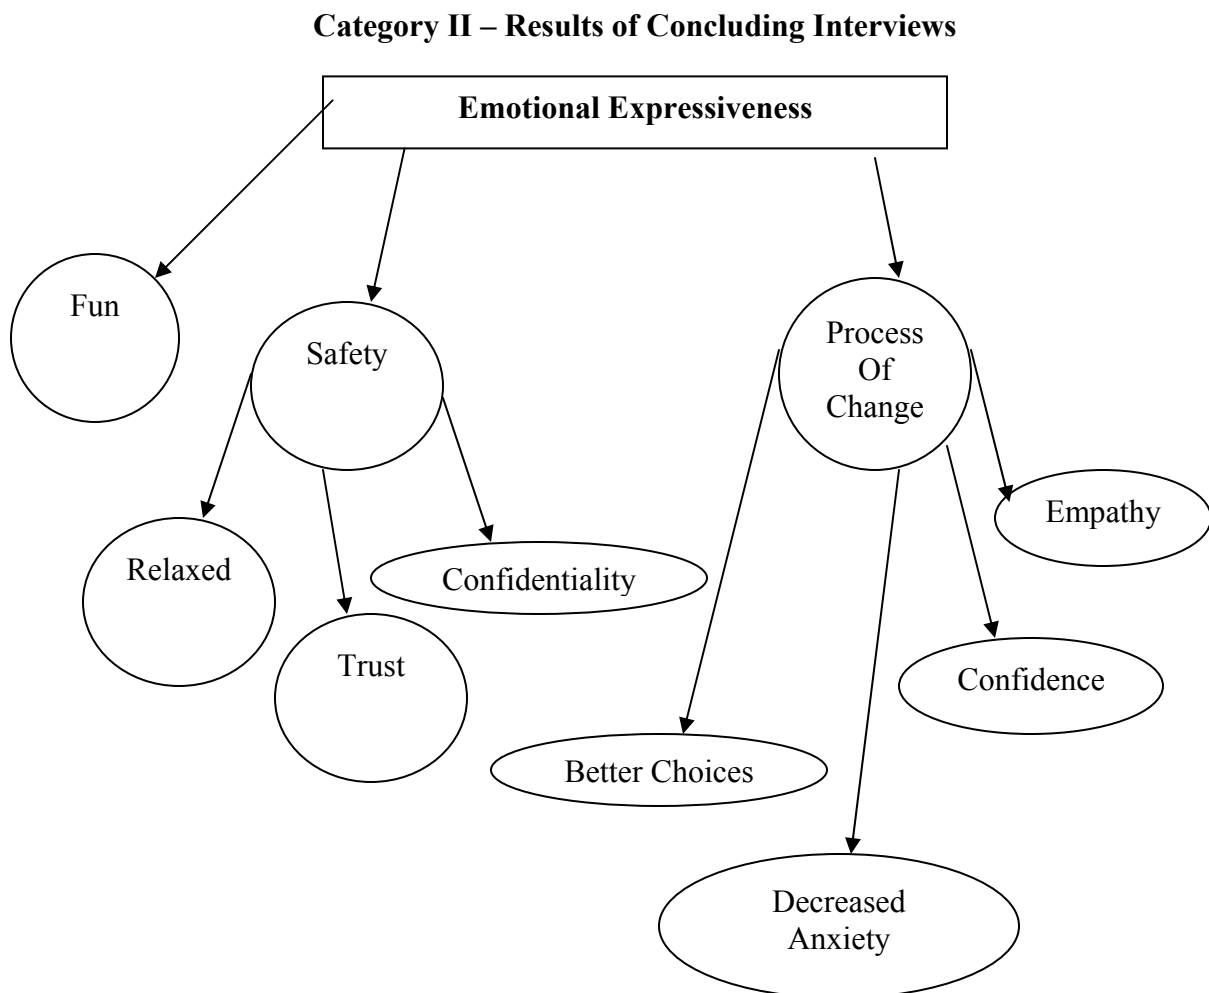 Category II – Results of Concluding Interviews
Emotional Expressiveness
Fun
Safety
Process
Of
Change
Relaxed
Trust
Confidentiality
Empathy
Confidence
Better Choices
Decreased
Anxiety